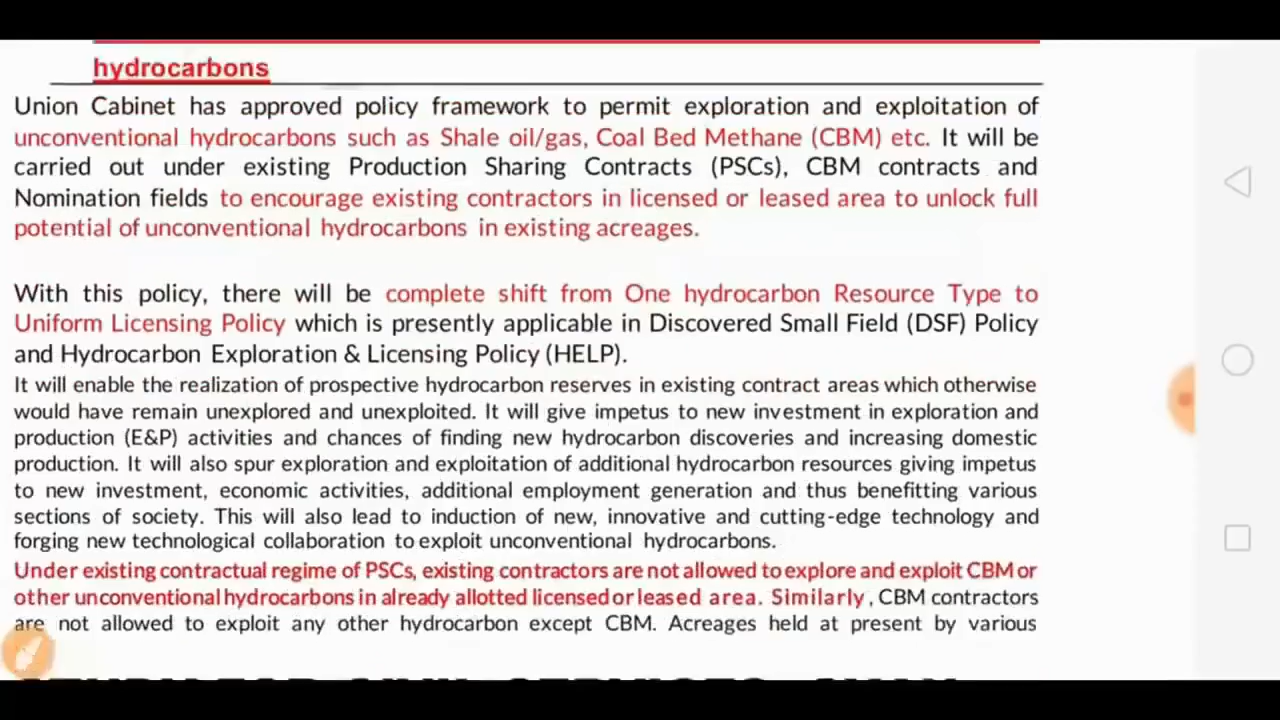 hydrocarbons
Union Cabinet has approved policy framework to permit exploration and exploitation of
unconventional hydrocarbons such as Shale oil/gas, Coal Bed Methane (CBM) etc. It will be
carried out under existing Production Sharing Contracts (PSCs), CBM contracts and
Nomination fields to encourage existing contractors in licensed or leased area to unlock full
potential of unconventional hydrocarbons in existing acreages.
With this policy, there will be complete shift from One hydrocarbon Resource Type to
Uniform Licensing Policy which is presently applicable in Discovered Small Field (DSF) Policy
and Hydrocarbon Exploration & Licensing Policy (HELP).
It will enable the realization of prospective hydrocarbon reserves in existing contract areas which otherwise
would have remain unexplored and unexploited. It will give impetus to new investment in exploration and
production (E&P) activities and chances of finding new hydrocarbon discoveries and increasing domestic
production. It will also spur exploration and exploitation of additional hydrocarbon resources giving impetus
to new investment, economic activities, additional employment generation and thus benefitting various
sections of society. This will also lead to induction of new, innovative and cutting-edge technology and
forging new technological collaboration to exploit unconventional hydrocarbons.
Under existing contractual regime of PSCs, existing contractors are not allowed to explore and exploit CBM or
other unconventional hydrocarbons in already allotted licensed or leased area. Similarly, CBM contractors
are not allowed to exploit any other hydrocarbon except CBM. Acreages held at present by various